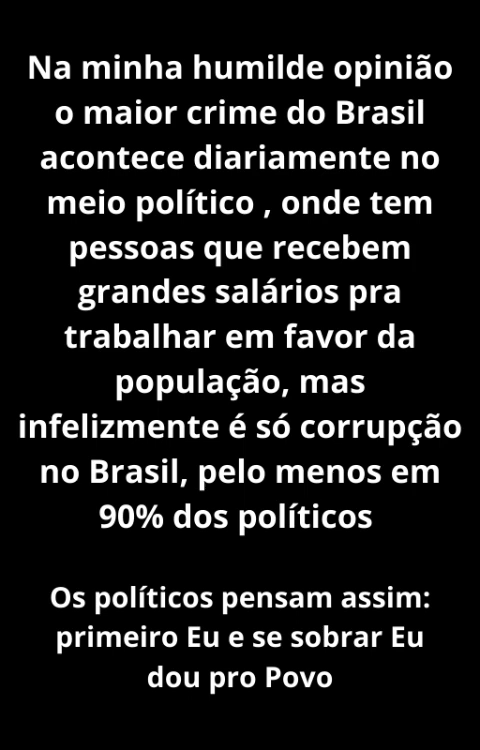 Na minha humilde opinião
o maior crime do Brasil
acontece diariamente no
meio político , onde tem
pessoas que recebem
grandes salários pra
trabalhar em favor da
população, mas
infelizmente é só corrupção
no Brasil, pelo menos em
90% dos políticos
Os políticos pensam assim:
primeiro Eu e se sobrar Eu
dou pro Povo